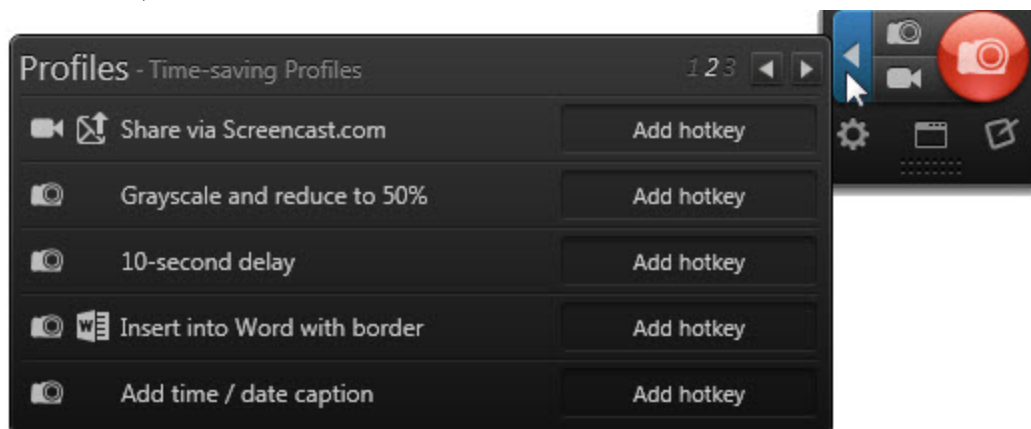 Profiles - Time-saving Profiles 1 2 3
Share via Screencast.com Add hotkey
Grayscale and reduce to 50% Add hotkey
10-second delay Add hotkey
W Insert into Word with border Add hotkey
Add time / date caption Add hotkey